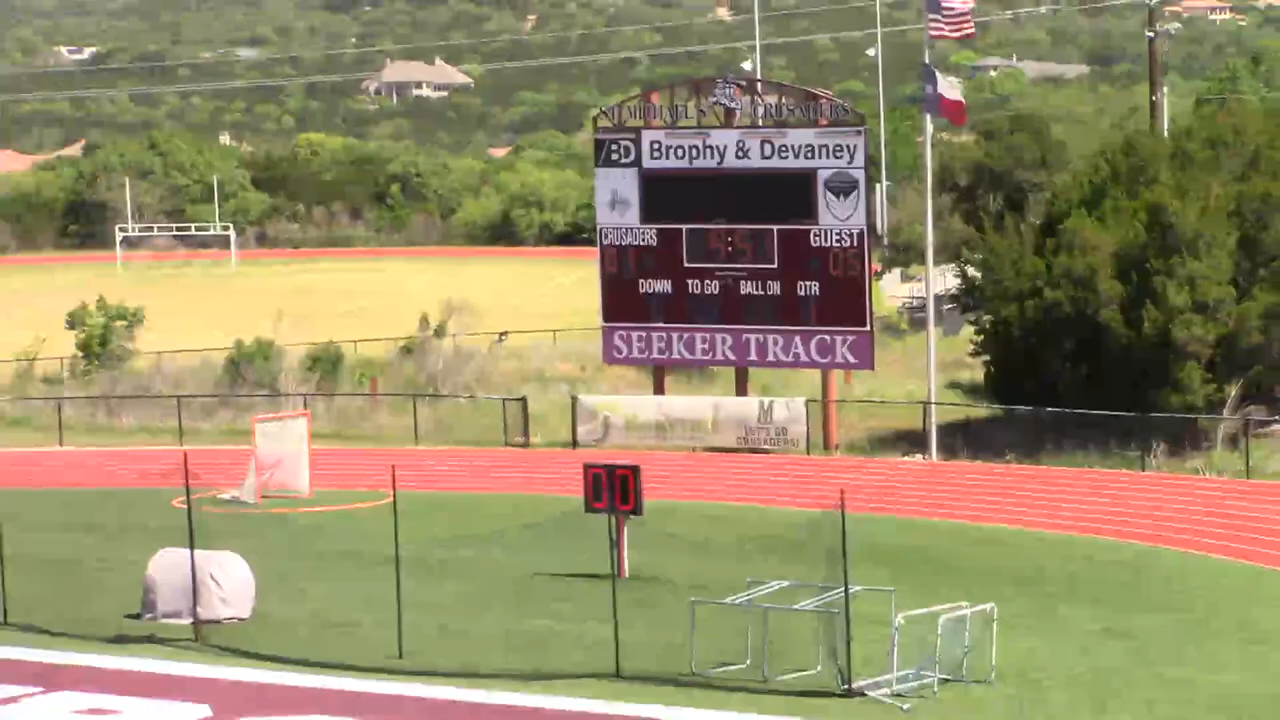 ST. MICHAEL'S CRUSADERS
BD Brophy & Devaney
CRUSADERS GUEST
05
DOWN TO GO BALL ON QTR
SEEKER TRACK
M
LET'S GO
CRUSADERS!
00